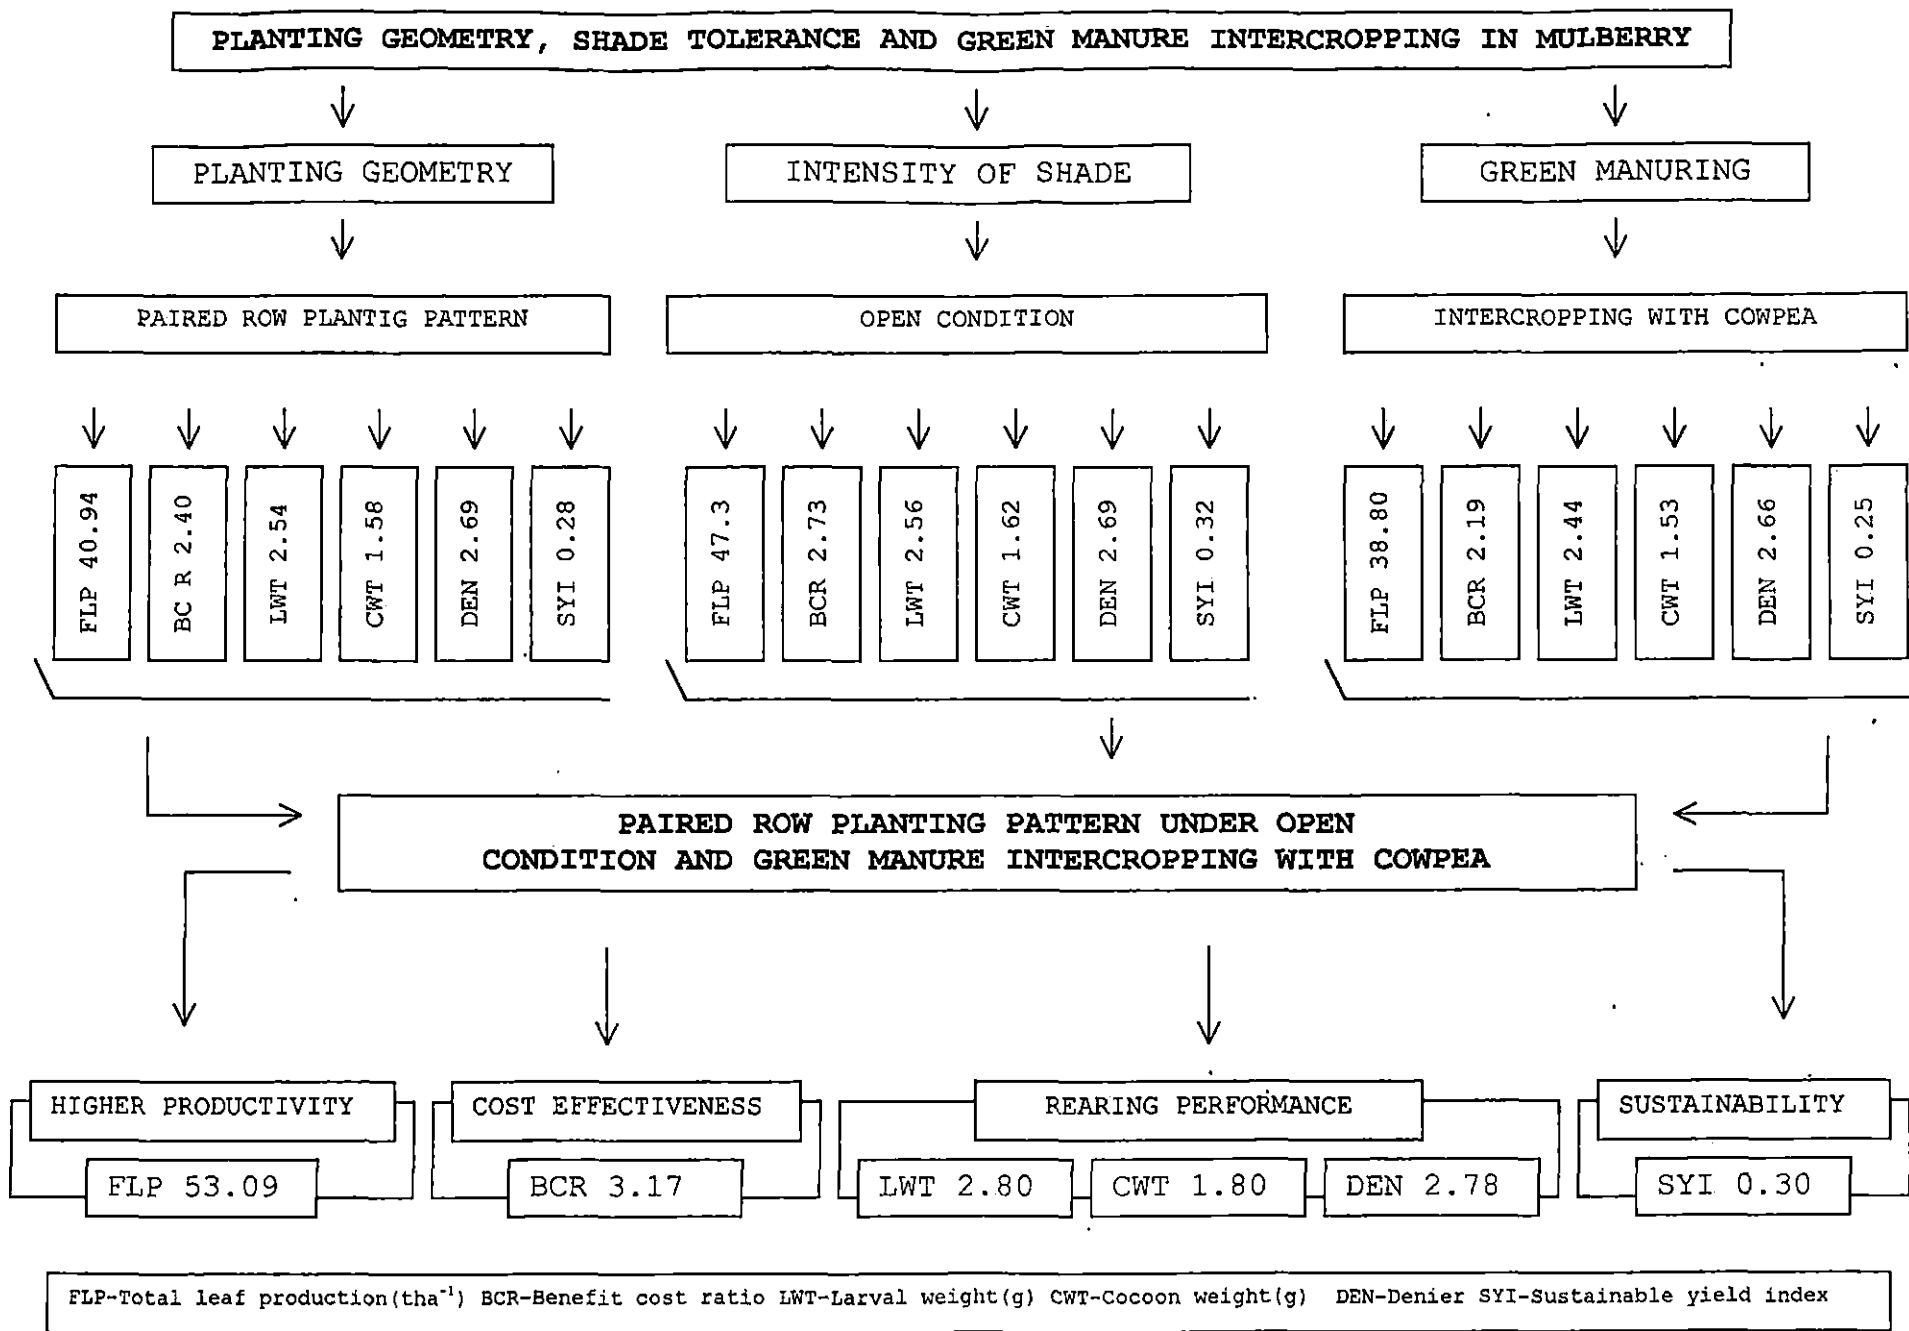 PLANTING GEOMETRY, SHADE TOLERANCE AND GREEN MANURE INTERCROPPING IN MULBERRY
PLANTING GEOMETRY
INTENSITY OF SHADE
GREEN MANURING
PAIRED ROW PLANTIG PATTERN
OPEN CONDITION
INTERCROPPING WITH COWPEA
FLP 40.94
BC R 2.40
LWT 2.54
CWT 1.58
DEN 2.69
SYI 0.28
FLP 47.3
BCR 2.73
LWT 2.56
CWT 1.62
DEN 2.69
SYI 0.32
FLP 38.80
BCR 2.19
LWT 2.44
CWT 1.53
DEN 2.66
SYI 0.25
PAIRED ROW PLANTING PATTERN UNDER OPEN
CONDITION AND GREEN MANURE INTERCROPPING WITH COWPEA
HIGHER PRODUCTIVITY
COST EFFECTIVENESS
REARING PERFORMANCE
SUSTAINABILITY
FLP 53.09
BCR 3.17
LWT 2.80
CWT 1.80
DEN 2.78
SYI 0.30
FLP-Total leaf production(tha⁻¹) BCR-Benefit cost ratio LWT-Larval weight(g) CWT-Cocoon weight(g) DEN-Denier SYI-Sustainable yield index